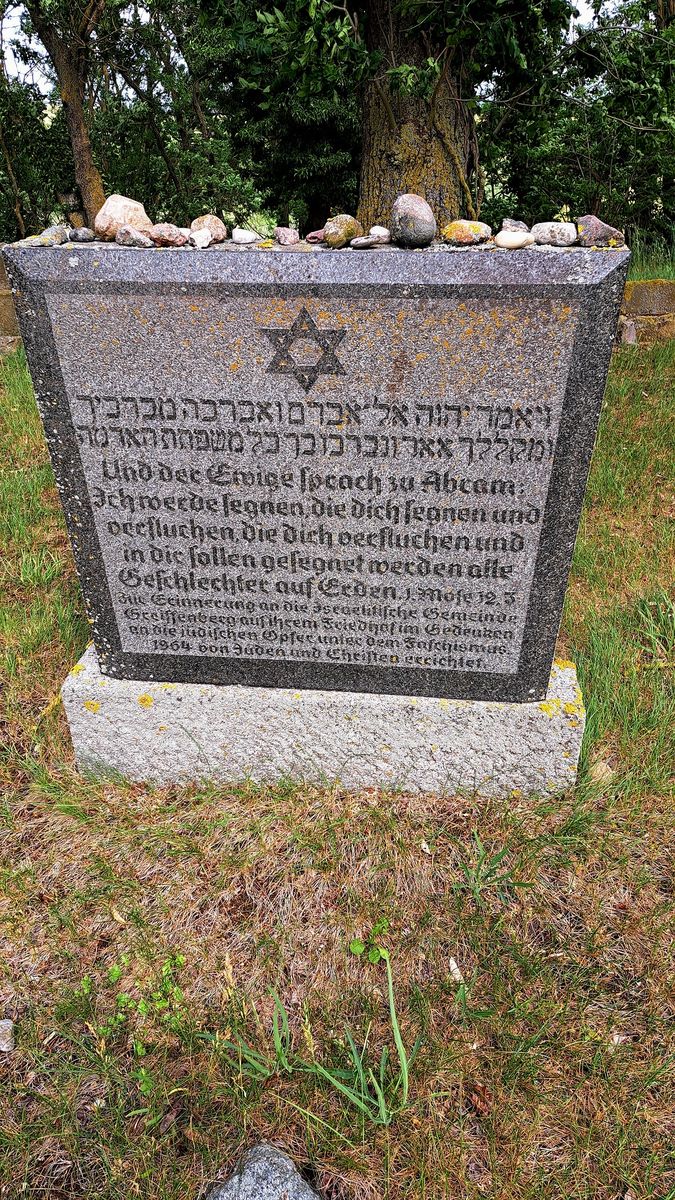 ויאמר יהוה אל־אברם ואברכה מברכיך
ומקללך אאר ונברכו בך כל משפחת האדמה
Und der Ewige sprach zu Abram:
Ich werde segnen, die dich segnen und
verfluchen, die dich verfluchen und
in dir sollen gesegnet werden alle
Geschlechter auf Erden. 1. Mose 12, 3
Zur Erinnerung an die Israelitische Gemeinde
Greiffenberg auf ihrem Friedhof im Gedenken
an die jüdischen Opfer unter dem Faschismus
1964 von Juden und Christen errichtet.